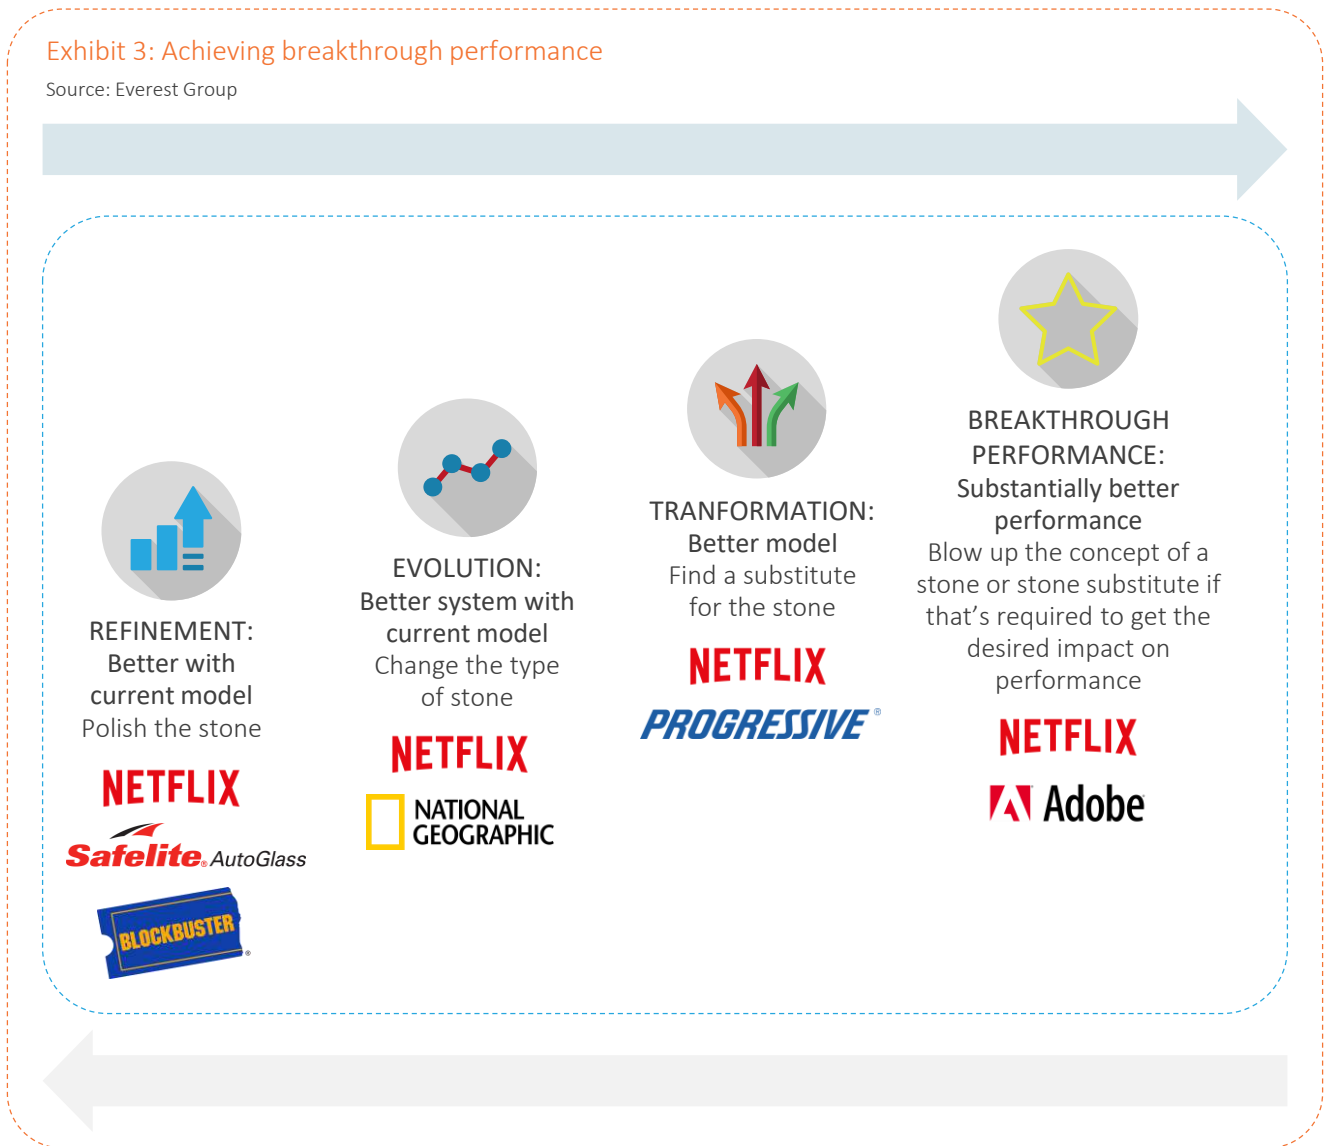 Exhibit 3: Achieving breakthrough performance
Source: Everest Group
REFINEMENT:
Better with
current model
Polish the stone
NETFLIX
Safelite® AutoGlass
BLOCKBUSTER®
EVOLUTION:
Better system with
current model
Change the type
of stone
NETFLIX
NATIONAL
GEOGRAPHIC
TRANFORMATION:
Better model
Find a substitute
for the stone
NETFLIX
PROGRESSIVE®
BREAKTHROUGH
PERFORMANCE:
Substantially better
performance
Blow up the concept of a
stone or stone substitute if
that’s required to get the
desired impact on
performance
NETFLIX
Adobe